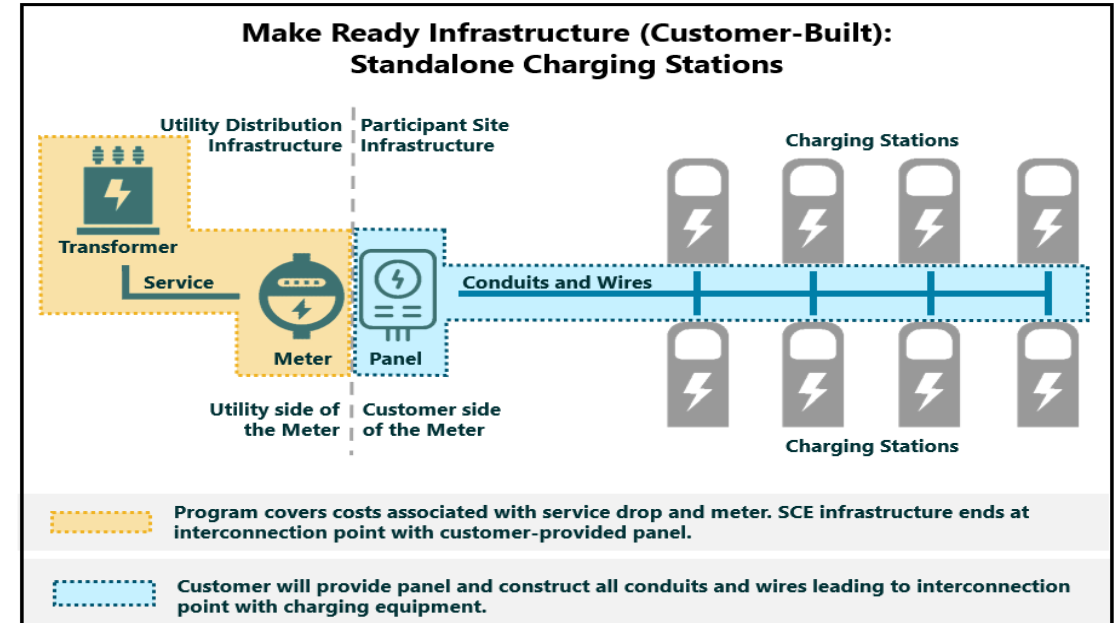 Make Ready Infrastructure (Customer-Built):
Standalone Charging Stations
Utility Distribution
Infrastructure
Participant Site
Infrastructure
Charging Stations
Transformer
Service
Conduits and Wires
Meter
Panel
Utility side of
the Meter
Customer side
of the Meter
Charging Stations
Program covers costs associated with service drop and meter. SCE infrastructure ends at
interconnection point with customer-provided panel.
Customer will provide panel and construct all conduits and wires leading to interconnection
point with charging equipment.